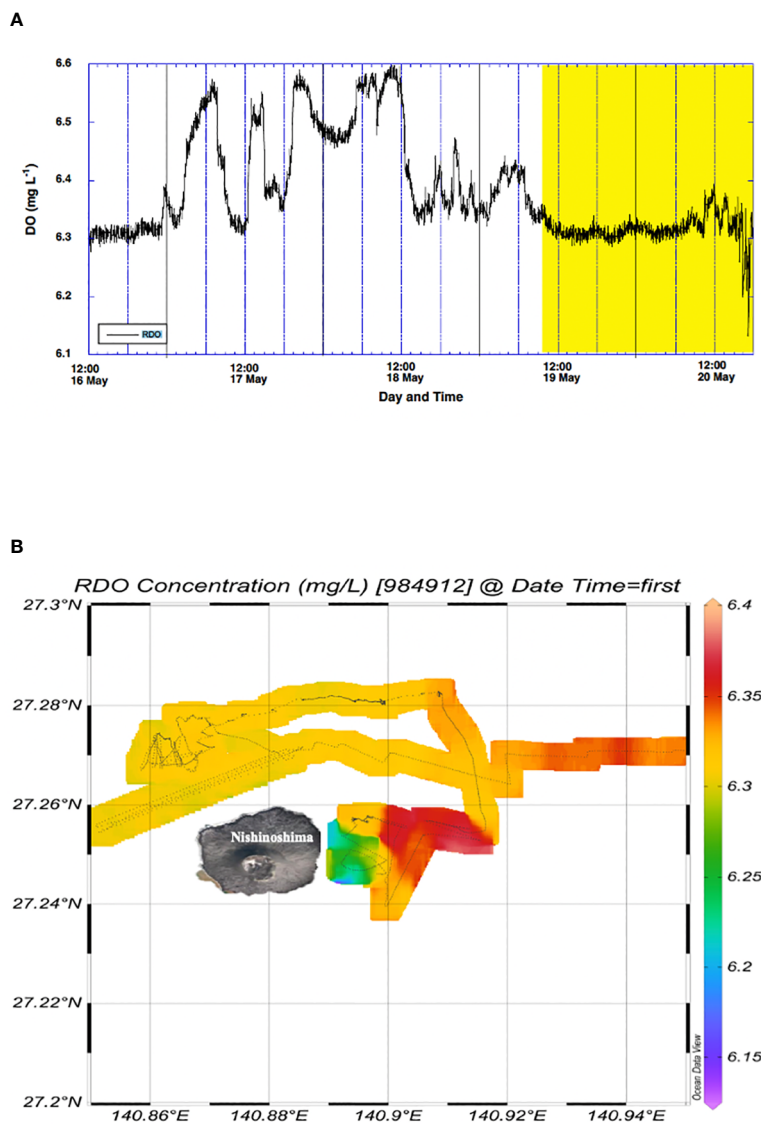 A
6.6
6.5
6.4
6.3
6.2
6.1
DO (mg L-1)
RDO
12:00 12:00 12:00 12:00 12:00
16 May 17 May 18 May 19 May 20 May
Day and Time
B
RDO Concentration (mg/L) [984912] @ Date Time=first
27.3°N
27.28°N
27.26°N
27.24°N
27.22°N
27.2°N
Nishinoshima
140.86°E 140.88°E 140.9°E 140.92°E 140.94°E
6.4
6.35
6.3
6.25
6.2
6.15
Ocean Data View